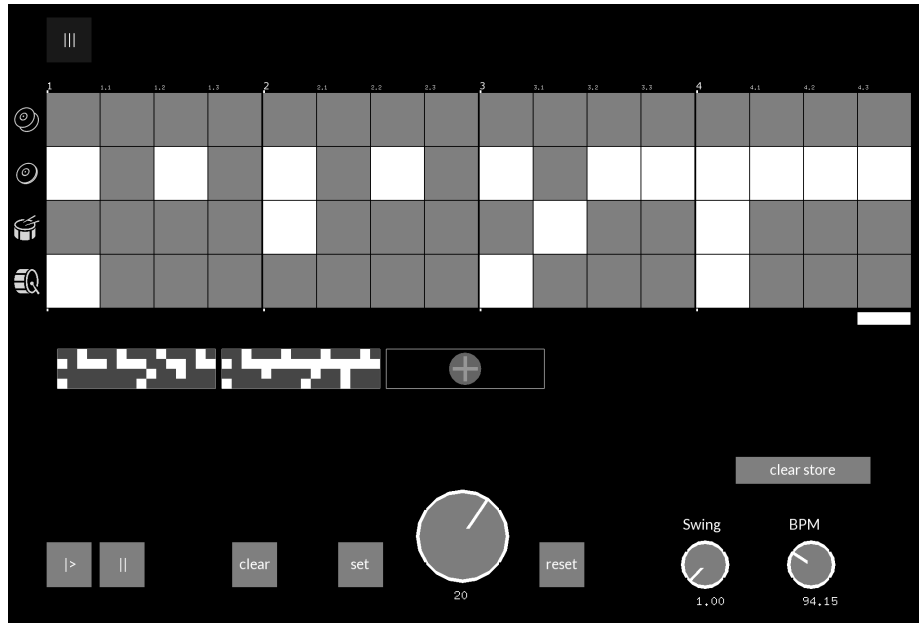 |||
1 1.1 1.2 1.3 2 2.1 2.2 2.3 3 3.1 3.2 3.3 4 4.1 4.2 4.3
clear store
Swing BPM
|> || clear set reset
20 1.00 94.15